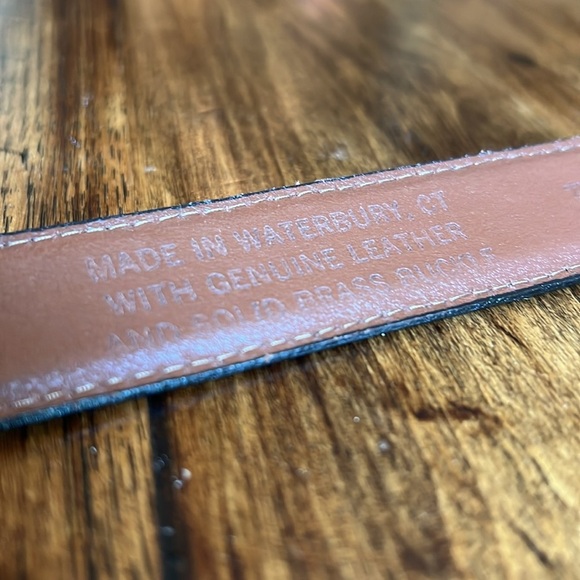 MADE IN WATERBURY, CT
WITH GENUINE LEATHER
AND SOLID BRASS BUCKLE